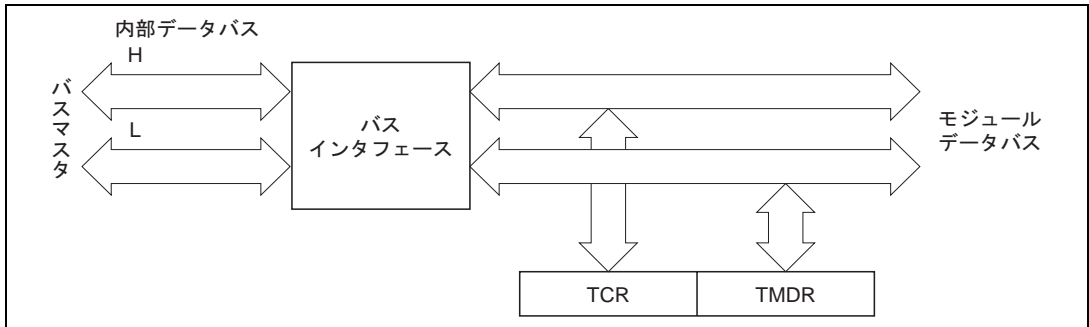 内部データバス
H
バスマスタ
L
バス
インタフェース
モジュール
データバス
TCR
TMDR